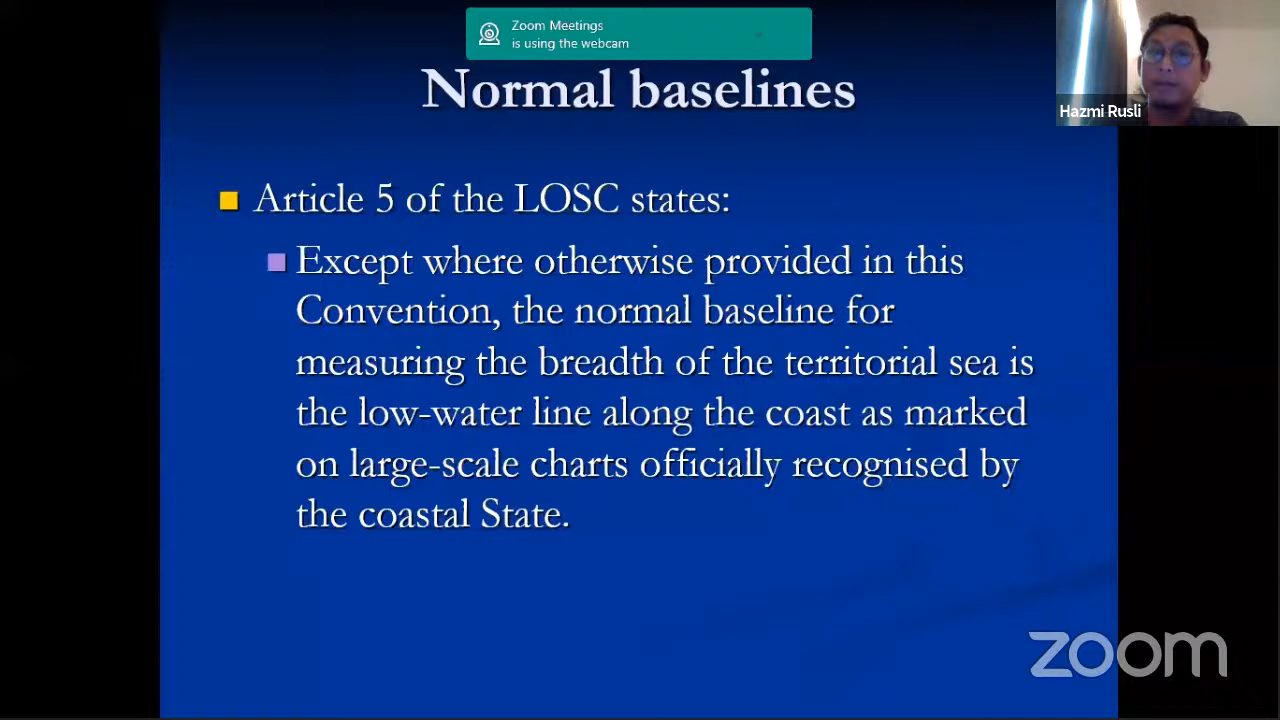 Zoom Meetings
is using the webcam
Normal baselines
Hazmi Rusli
Article 5 of the LOSC states:
Except where otherwise provided in this
Convention, the normal baseline for
measuring the breadth of the territorial sea is
the low-water line along the coast as marked
on large-scale charts officially recognised by
the coastal State.
zoom